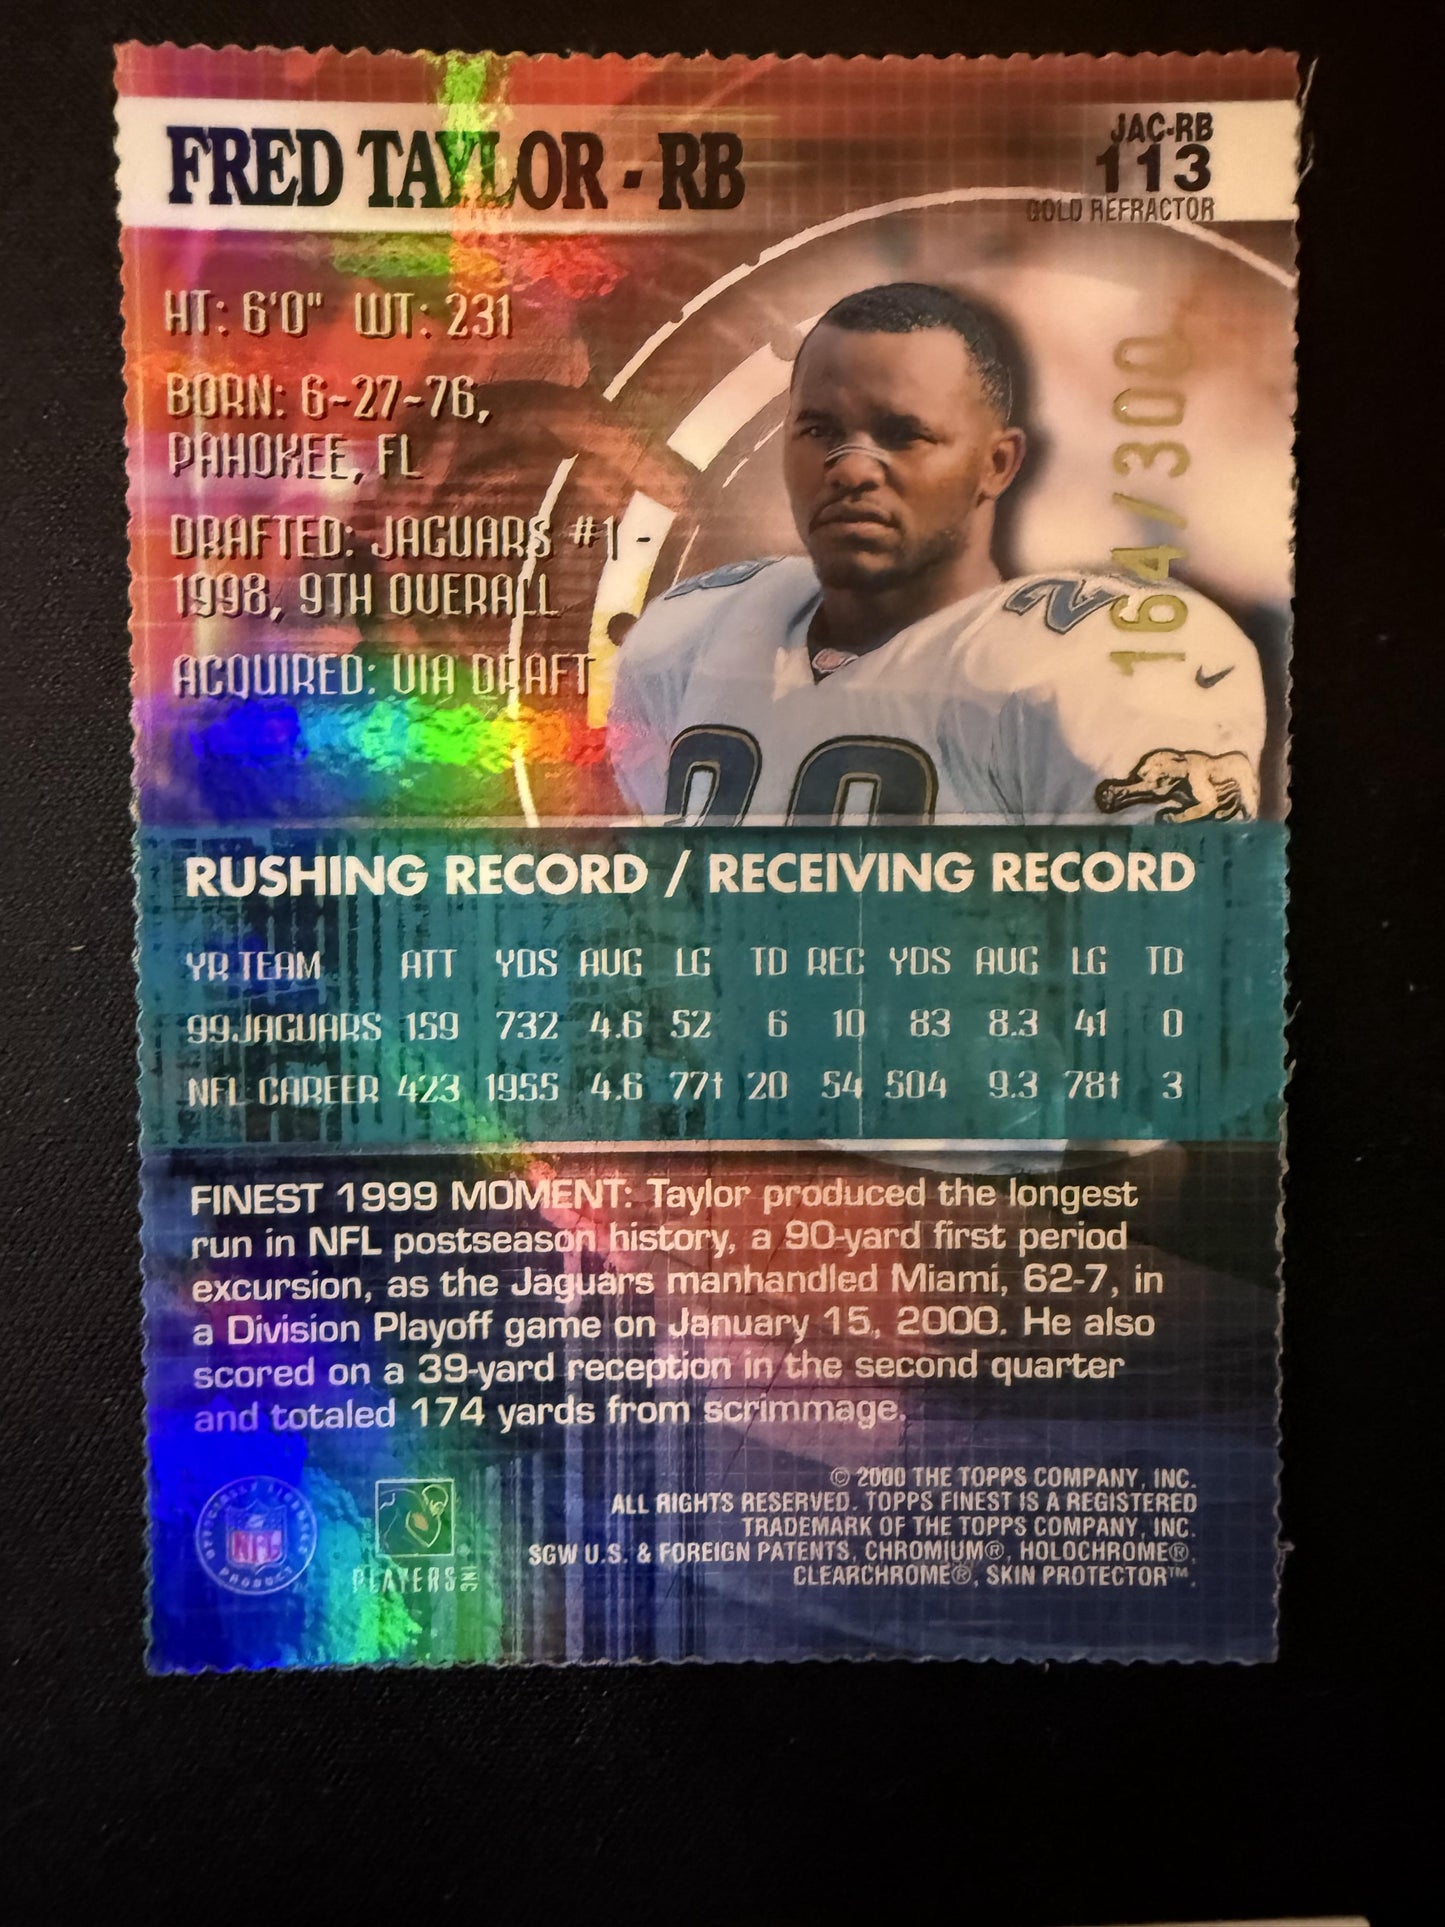 FRED TAYLOR - RB
JAC-RB
113
GOLD REFRACTOR
HT: 6'0" WT: 231
BORN: 6-27-76,
PAHOKEE, FL
DRAFTED: JAGUARS #1 -
1998, 9TH OVERALL
ACQUIRED: VIA DRAFT
164/300
RUSHING RECORD / RECEIVING RECORD
YR TEAM ATT YDS AVG LG TD REC YDS AVG LG TD
99 JAGUARS 159 732 4.6 52 6 10 83 8.3 41 0
NFL CAREER 423 1955 4.6 77† 20 54 504 9.3 78† 3
FINEST 1999 MOMENT: Taylor produced the longest
run in NFL postseason history, a 90-yard first period
excursion, as the Jaguars manhandled Miami, 62-7, in
a Division Playoff game on January 15, 2000. He also
scored on a 39-yard reception in the second quarter
and totaled 174 yards from scrimmage.
© 2000 THE TOPPS COMPANY, INC.
ALL RIGHTS RESERVED. TOPPS FINEST IS A REGISTERED
TRADEMARK OF THE TOPPS COMPANY, INC.
SGW U.S. & FOREIGN PATENTS, CHROMIUM®, HOLOCHROME®,
CLEARCHROME®, SKIN PROTECTOR™.
OFFICIALLY LICENSED PRODUCT
NFL
PLAYERS INC